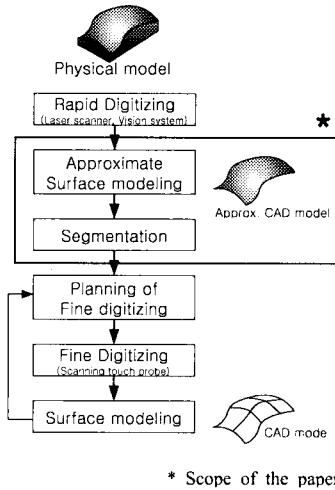 Physical model
Rapid Digitizing
(Laser scanner, Vision system)
*
Approximate
Surface modeling
Approx. CAD model
Segmentation
Planning of
Fine digitizing
Fine Digitizing
(Scanning touch probe)
Surface modeling
CAD mode
* Scope of the paper